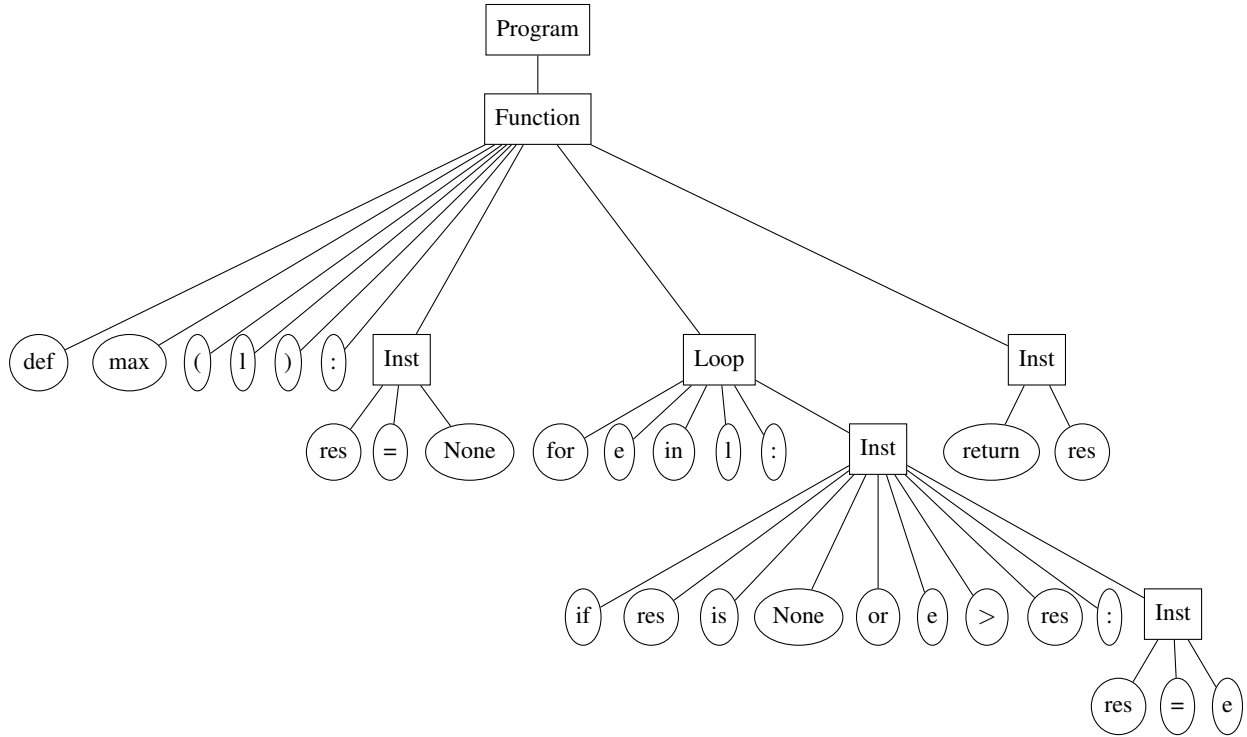 Program
Function
def max ( l ) : Inst Loop Inst
res = None for e in l : Inst return res
if res is None or e > res : Inst
res = e